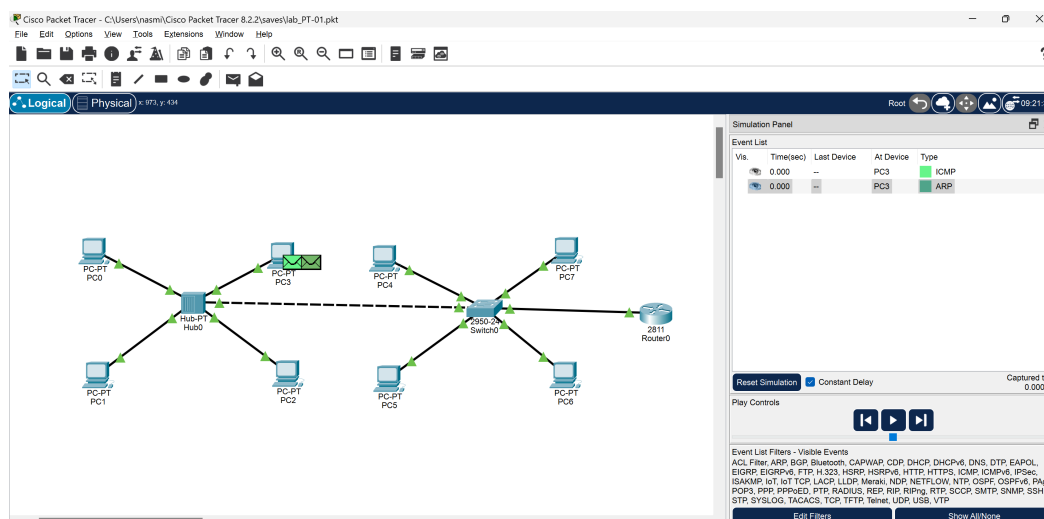 Cisco Packet Tracer - C:\Users\nasmi\Cisco Packet Tracer 8.2.2\saves\lab_PT-01.pkt
File Edit Options View Tools Extensions Window Help
Logical Physical x: 973, y: 434 Root 09:21:
Simulation Panel
Event List
Vis. Time(sec) Last Device At Device Type
0.000 -- PC3 ICMP
0.000 -- PC3 ARP
PC-PT
PC0
PC-PT
PC3
PC-PT
PC4
PC-PT
PC7
Hub-PT
Hub0
2950-24
Switch0
2811
Router0
PC-PT
PC1
PC-PT
PC2
PC-PT
PC5
PC-PT
PC6
Reset Simulation Constant Delay Captured t
0.000
Play Controls
Event List Filters - Visible Events
ACL Filter, ARP, BGP, Bluetooth, CAPWAP, CDP, DHCP, DHCPv6, DNS, DTP, EAPOL,
EIGRP, EIGRPv6, FTP, H.323, HSRP, HSRPv6, HTTP, HTTPS, ICMP, ICMPv6, IPSec,
ISAKMP, IoT, IoT TCP, LACP, LLDP, Meraki, NDP, NETFLOW, NTP, OSPF, OSPFv6, PAg
POP3, PPP, PPPoED, PTP, RADIUS, REP, RIP, RIPng, RTP, SCCP, SMTP, SNMP, SSH
STP, SYSLOG, TACACS, TCP, TFTP, Telnet, UDP, USB, VTP
Edit Filters Show All/None